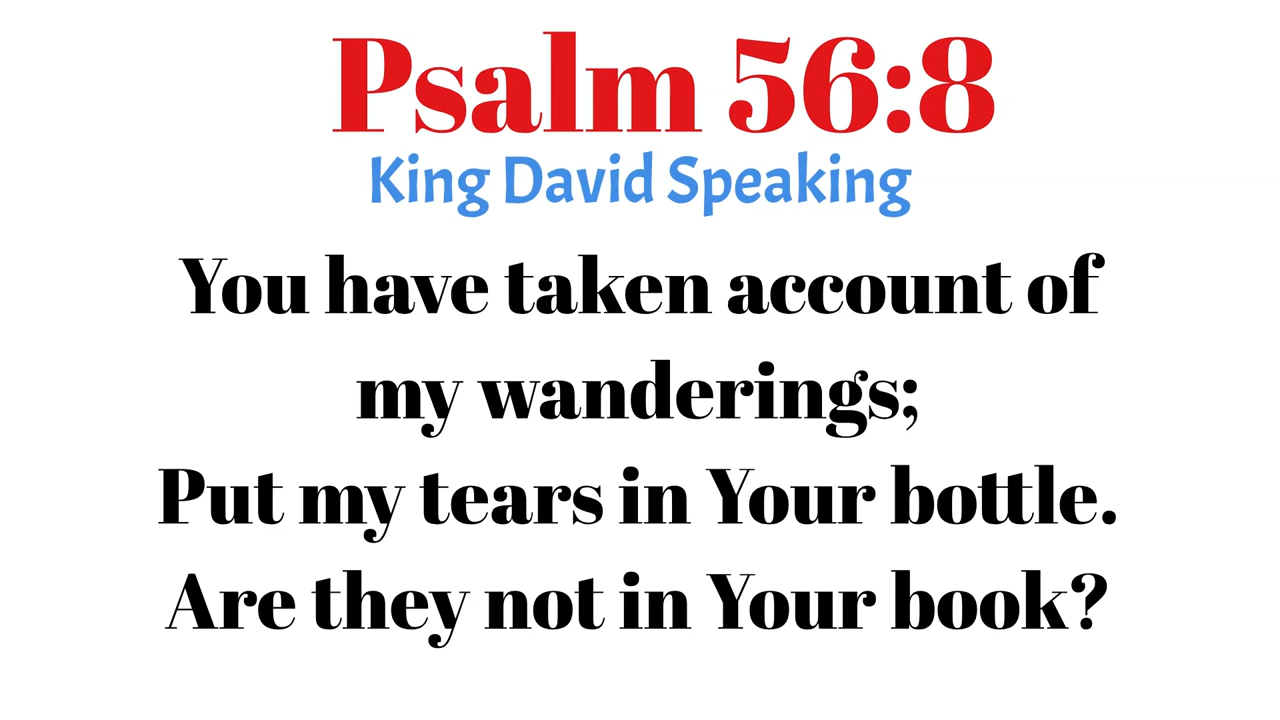 Psalm 56:8
King David Speaking
You have taken account of
my wanderings;
Put my tears in Your bottle.
Are they not in Your book?